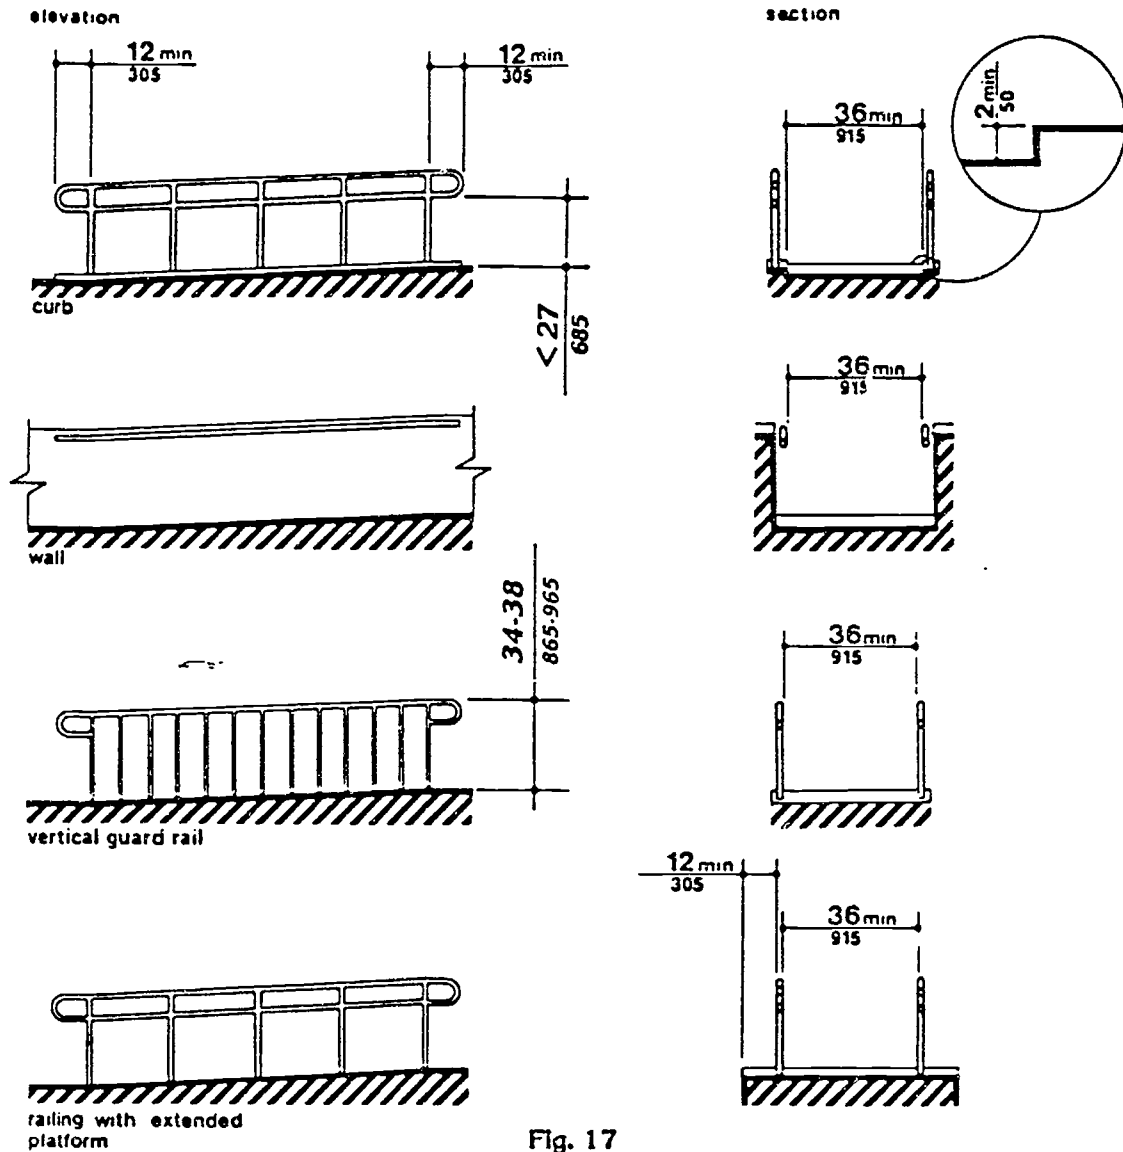 elevation
section
12 min
305
12 min
305
36 min
915
2 min
50
curb
< 27
685
36 min
915
wall
34-38
865-965
36 min
915
vertical guard rail
12 min
305
36 min
915
railing with extended
platform
Fig. 17